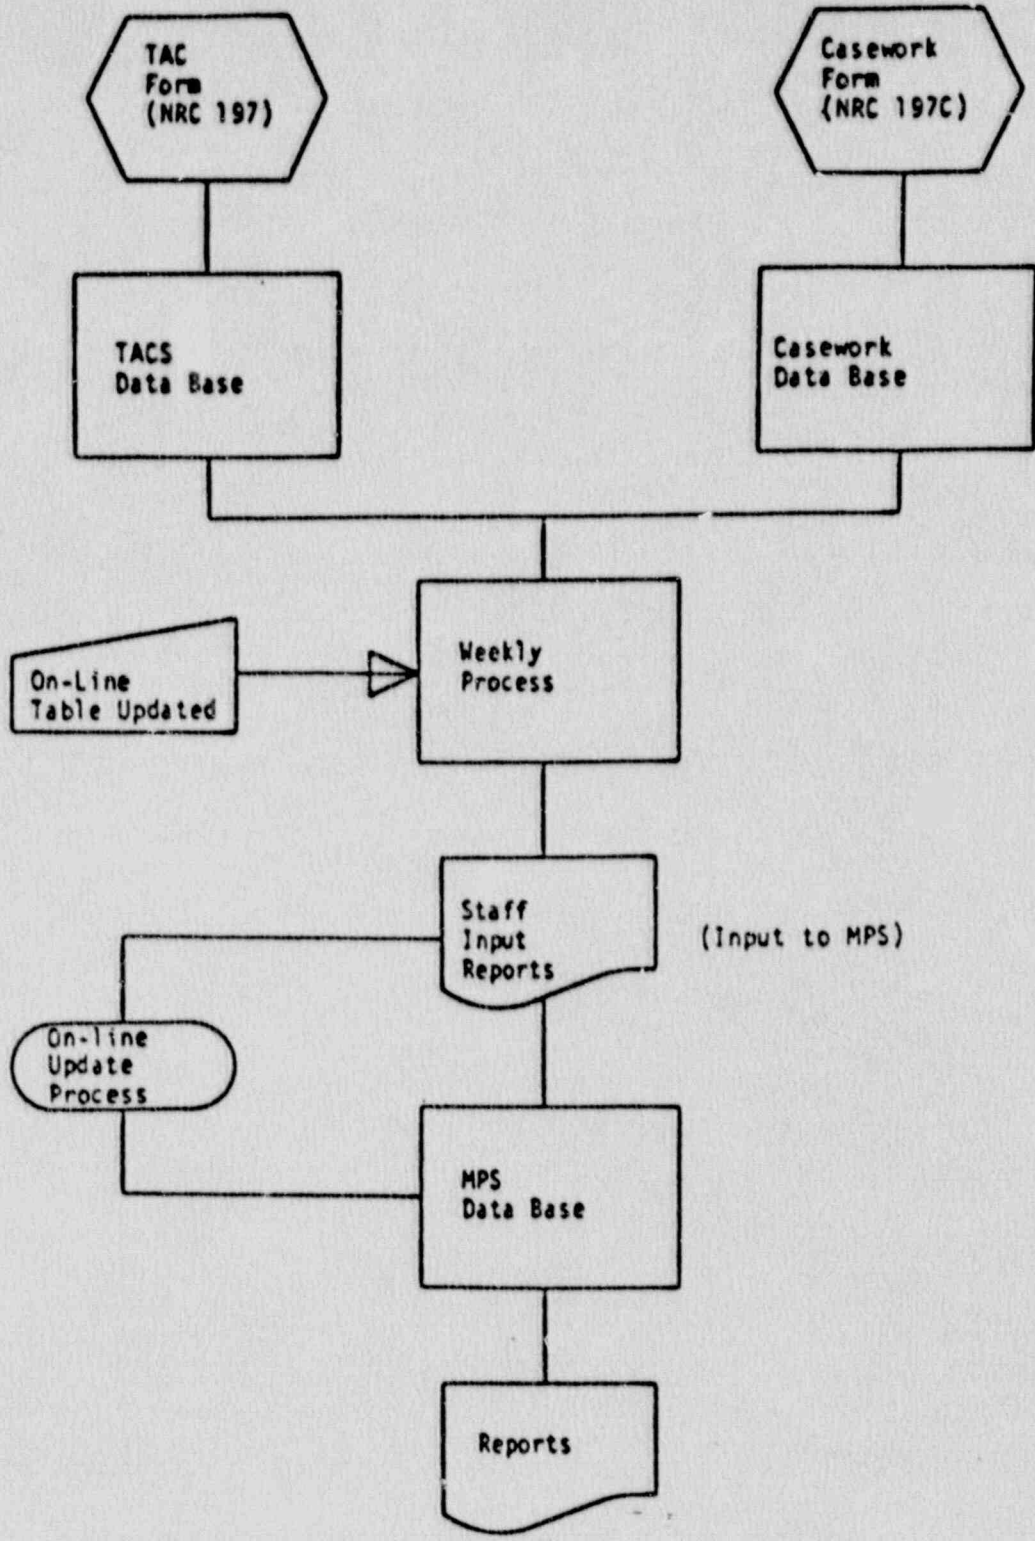 TAC
Form
(NRC 197)
Casework
Form
(NRC 197C)
TACS
Data Base
Casework
Data Base
Weekly
Process
On-Line
Table Updated
Staff
Input
Reports
(Input to MPS)
On-line
Update
Process
MPS
Data Base
Reports